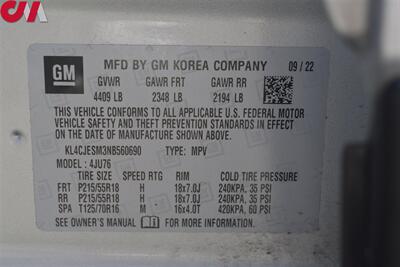 MFD BY GM KOREA COMPANY 09 / 22
GM
GVWR GAWR FRT GAWR RR
4409 LB 2348 LB 2194 LB
THIS VEHICLE CONFORMS TO ALL APPLICABLE U.S. FEDERAL MOTOR
VEHICLE SAFETY AND THEFT PREVENTION STANDARDS IN EFFECT
ON THE DATE OF MANUFACTURE SHOWN ABOVE.
KL4CJESM3NB560690 TYPE: MPV
MODEL: 4JU76
TIRE SIZE SPEED RTG RIM COLD TIRE PRESSURE
FRT P215/55R18 H 18x7.0J 240KPA, 35 PSI
RR P215/55R18 H 18x7.0J 240KPA, 35 PSI
SPA T125/70R16 M 16x4.0T 420KPA, 60 PSI
SEE OWNER'S MANUAL FOR MORE INFORMATION.